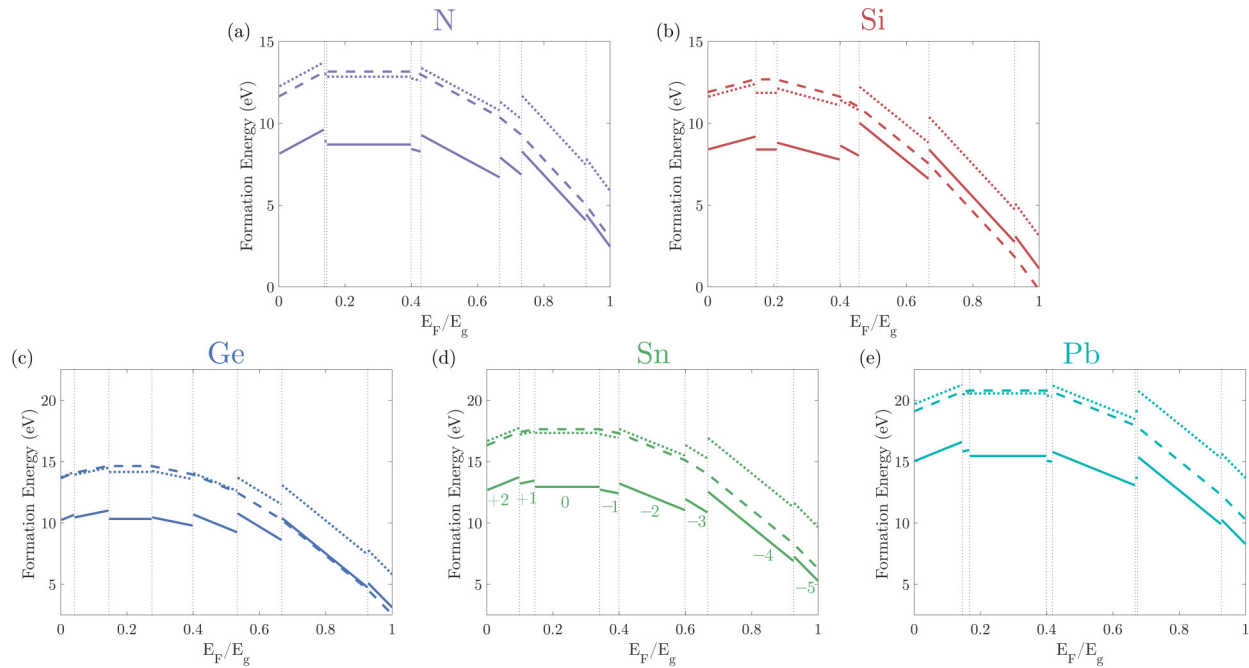 (a)
N
Formation Energy (eV)
15
10
5
0
0 0.2 0.4 0.6 0.8 1
E_F/E_g
(b)
Si
Formation Energy (eV)
15
10
5
0
0 0.2 0.4 0.6 0.8 1
E_F/E_g
(c)
Ge
Formation Energy (eV)
20
15
10
5
0 0.2 0.4 0.6 0.8 1
E_F/E_g
(d)
Sn
Formation Energy (eV)
20
15
10
5
+2 +1 0 −1 −2 −3 −4 −5
0 0.2 0.4 0.6 0.8 1
E_F/E_g
(e)
Pb
Formation Energy (eV)
20
15
10
5
0 0.2 0.4 0.6 0.8 1
E_F/E_g